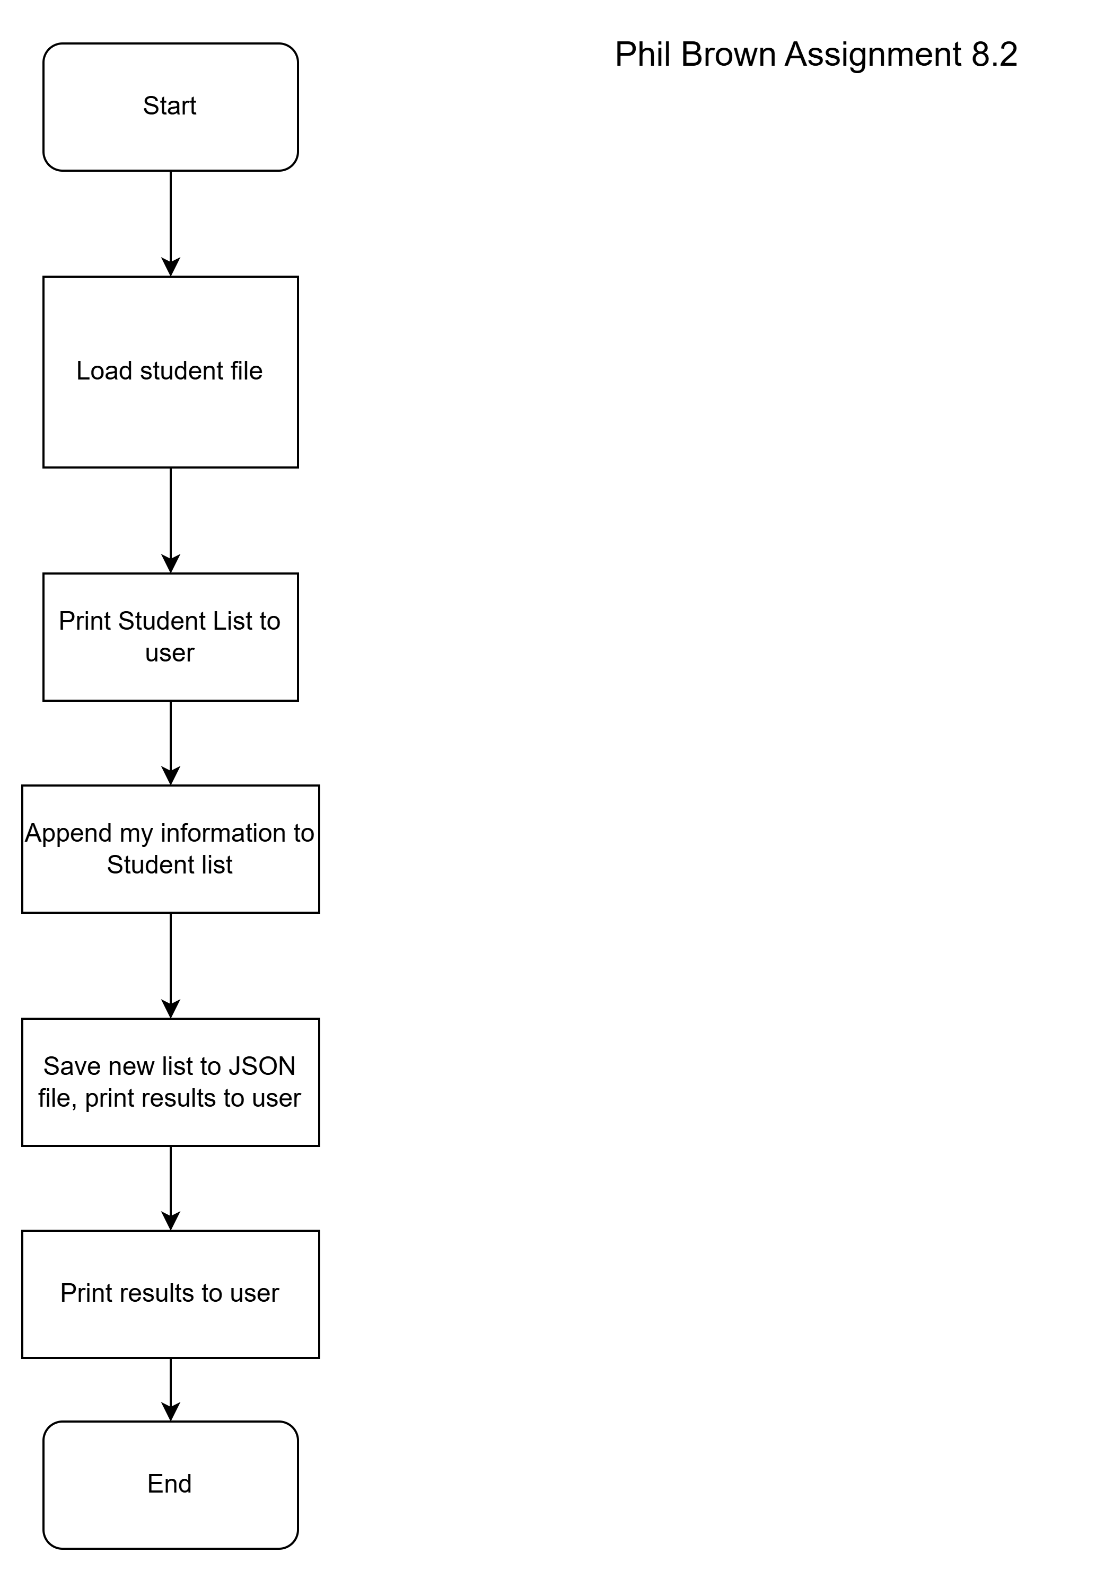 Phil Brown Assignment 8.2
Start
Load student file
Print Student List to
user
Append my information to
Student list
Save new list to JSON
file, print results to user
Print results to user
End